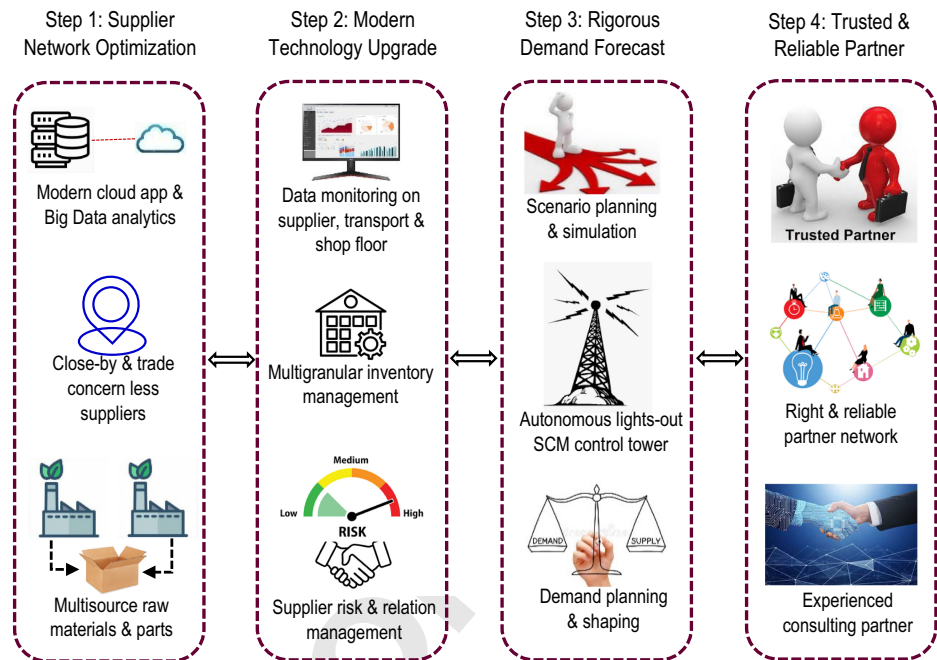 Step 1: Supplier
Network Optimization
Modern cloud app &
Big Data analytics
Close-by & trade
concern less
suppliers
Multisource raw
materials & parts
Step 2: Modern
Technology Upgrade
Data monitoring on
supplier, transport &
shop floor
Multigranular inventory
management
Low
Medium
High
RISK
Supplier risk & relation
management
Step 3: Rigorous
Demand Forecast
Scenario planning
& simulation
Autonomous lights-out
SCM control tower
DEMAND
SUPPLY
Demand planning
& shaping
Step 4: Trusted &
Reliable Partner
Trusted Partner
Right & reliable
partner network
Experienced
consulting partner